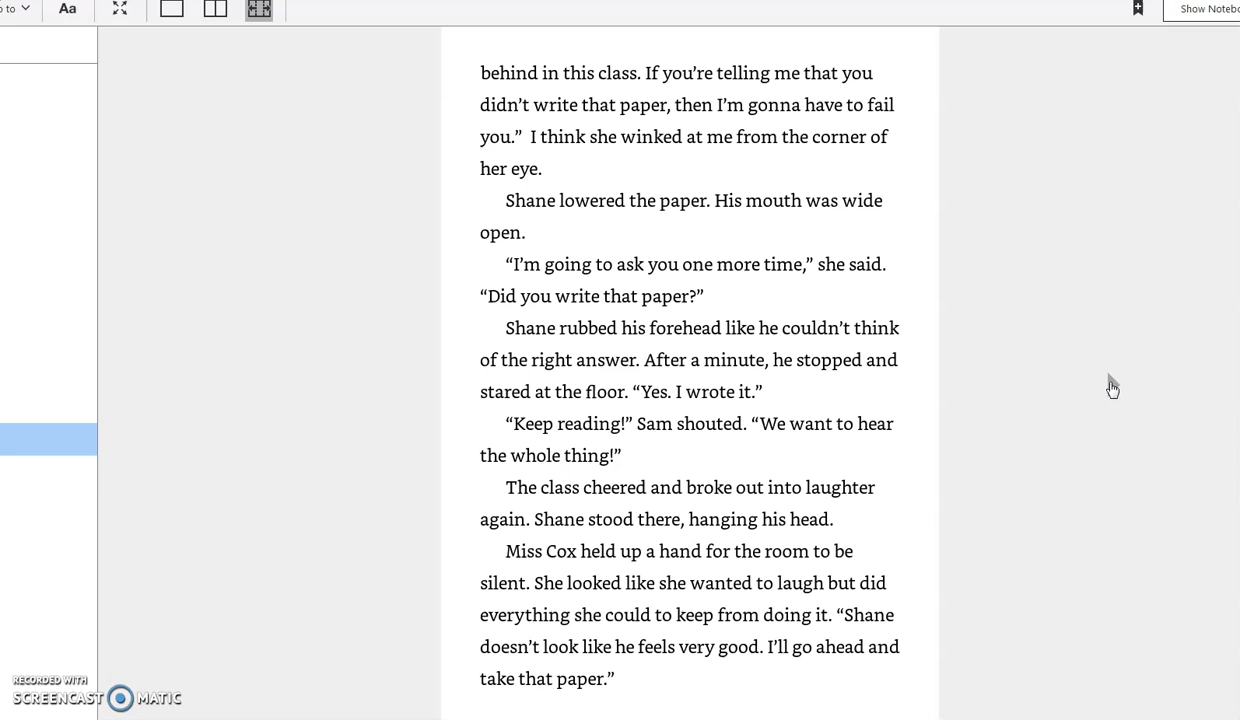 p to
Aa
Show Notebo
behind in this class. If you’re telling me that you
didn’t write that paper, then I’m gonna have to fail
you.”  I think she winked at me from the corner of
her eye.
Shane lowered the paper. His mouth was wide
open.
“I’m going to ask you one more time,” she said.
“Did you write that paper?”
Shane rubbed his forehead like he couldn’t think
of the right answer. After a minute, he stopped and
stared at the floor. “Yes. I wrote it.”
“Keep reading!” Sam shouted. “We want to hear
the whole thing!”
The class cheered and broke out into laughter
again. Shane stood there, hanging his head.
Miss Cox held up a hand for the room to be
silent. She looked like she wanted to laugh but did
everything she could to keep from doing it. “Shane
doesn’t look like he feels very good. I’ll go ahead and
take that paper.”
RECORDED WITH
SCREENCAST MATIC